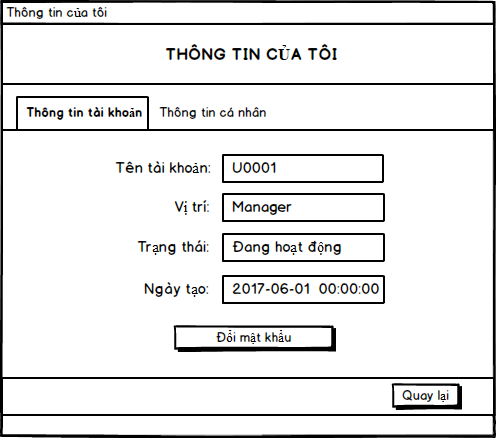 Thông tin của tôi
THÔNG TIN CỦA TÔI
Thông tin tài khoản Thông tin cá nhân
Tên tài khoản: U0001
Vị trí: Manager
Trạng thái: Đang hoạt động
Ngày tạo: 2017-06-01 00:00:00
Đổi mật khẩu
Quay lại